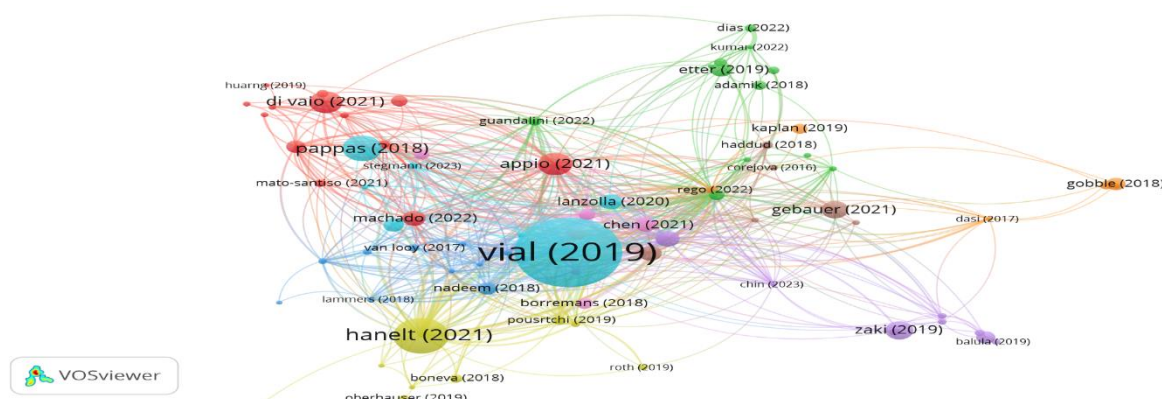 dias (2022)
kumar (2022)
etter (2019)
adamik (2018)
huarng (2019)
di vaio (2021)
guandalini (2022)
kaplan (2019)
haddud (2018)
pappas (2018)
stegmann (2023)
appio (2021)
corejova (2016)
mato-santiso (2021)
rego (2022)
gobble (2018)
lanzolla (2020)
gebauer (2021)
machado (2022)
chen (2021)
dasi (2017)
van looy (2017)
vial (2019)
nadeem (2018)
chin (2023)
lammers (2018)
borremans (2018)
pousrtchi (2019)
hanelt (2021)
zaki (2019)
balula (2019)
roth (2019)
boneva (2018)
oberhauser (2019)
VOSviewer